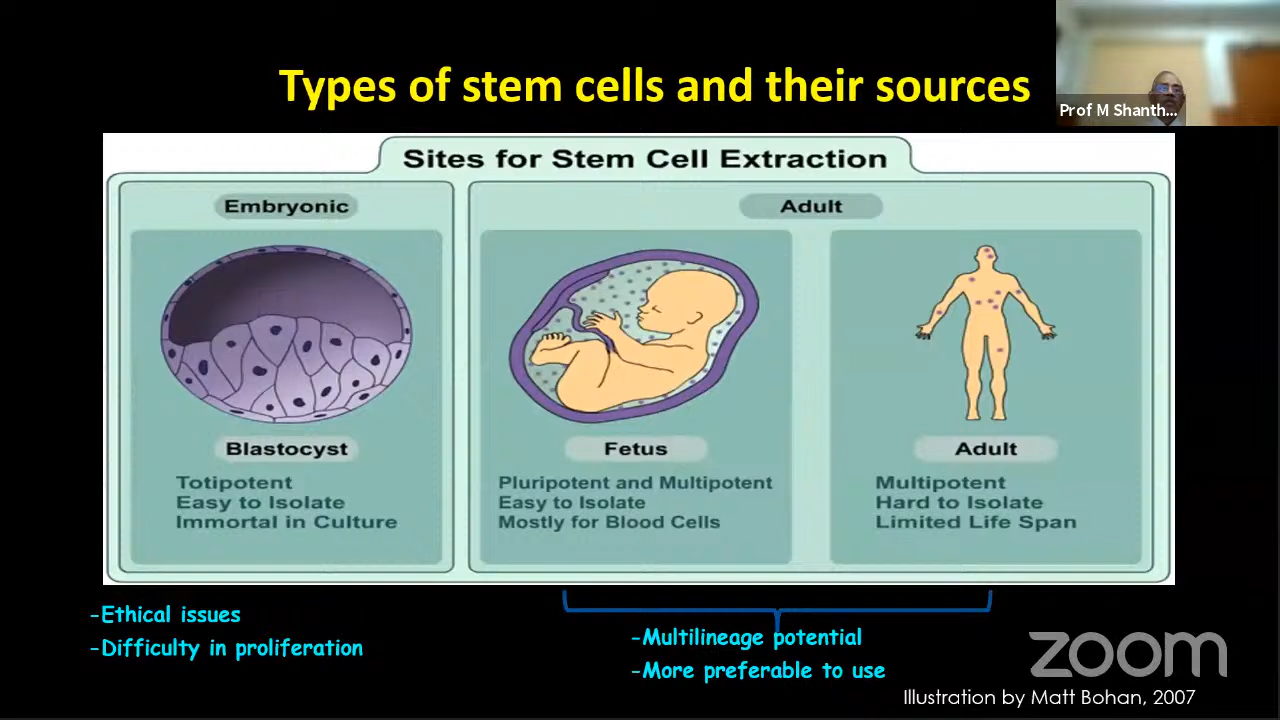 Types of stem cells and their sources
Prof M Shanth...
Sites for Stem Cell Extraction
Embryonic
Blastocyst
Totipotent
Easy to Isolate
Immortal in Culture
Adult
Fetus
Pluripotent and Multipotent
Easy to Isolate
Mostly for Blood Cells
Adult
Multipotent
Hard to Isolate
Limited Life Span
-Ethical issues
-Difficulty in proliferation
-Multilineage potential
-More preferable to use
zoom
Illustration by Matt Bohan, 2007